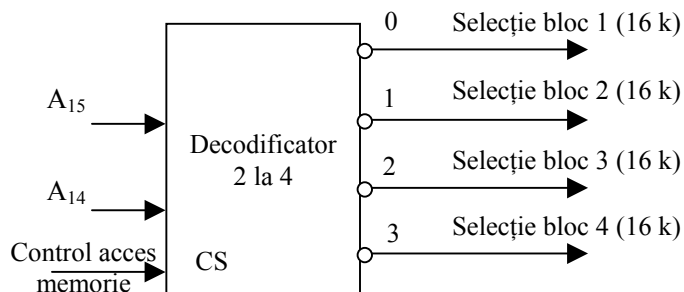 0 Selecție bloc 1 (16 k)
A₁₅
1 Selecție bloc 2 (16 k)
Decodificator
2 la 4
2 Selecție bloc 3 (16 k)
A₁₄
3 Selecție bloc 4 (16 k)
Control acces
memorie
CS